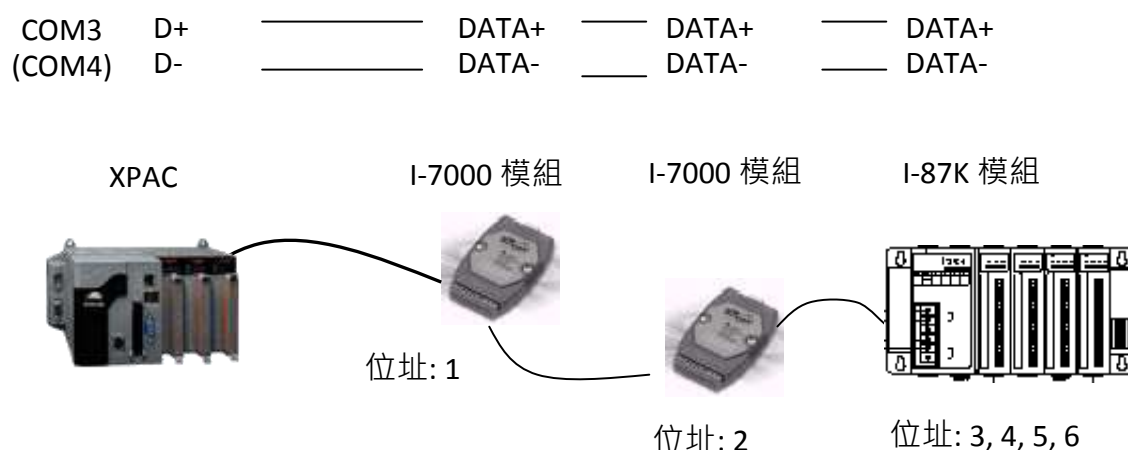 COM3 D+ DATA+ DATA+ DATA+
(COM4) D- DATA- DATA- DATA-
XPAC I-7000 模組 I-7000 模組 I-87K 模組
位址: 1
位址: 2 位址: 3, 4, 5, 6